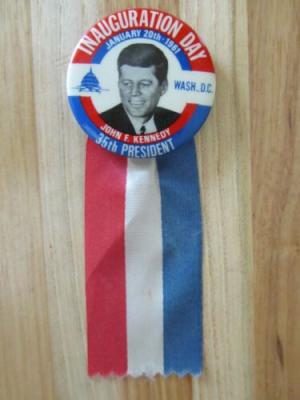 INAUGURATION DAY
JANUARY 20th-1961
WASH., D.C.
JOHN F. KENNEDY
35th PRESIDENT